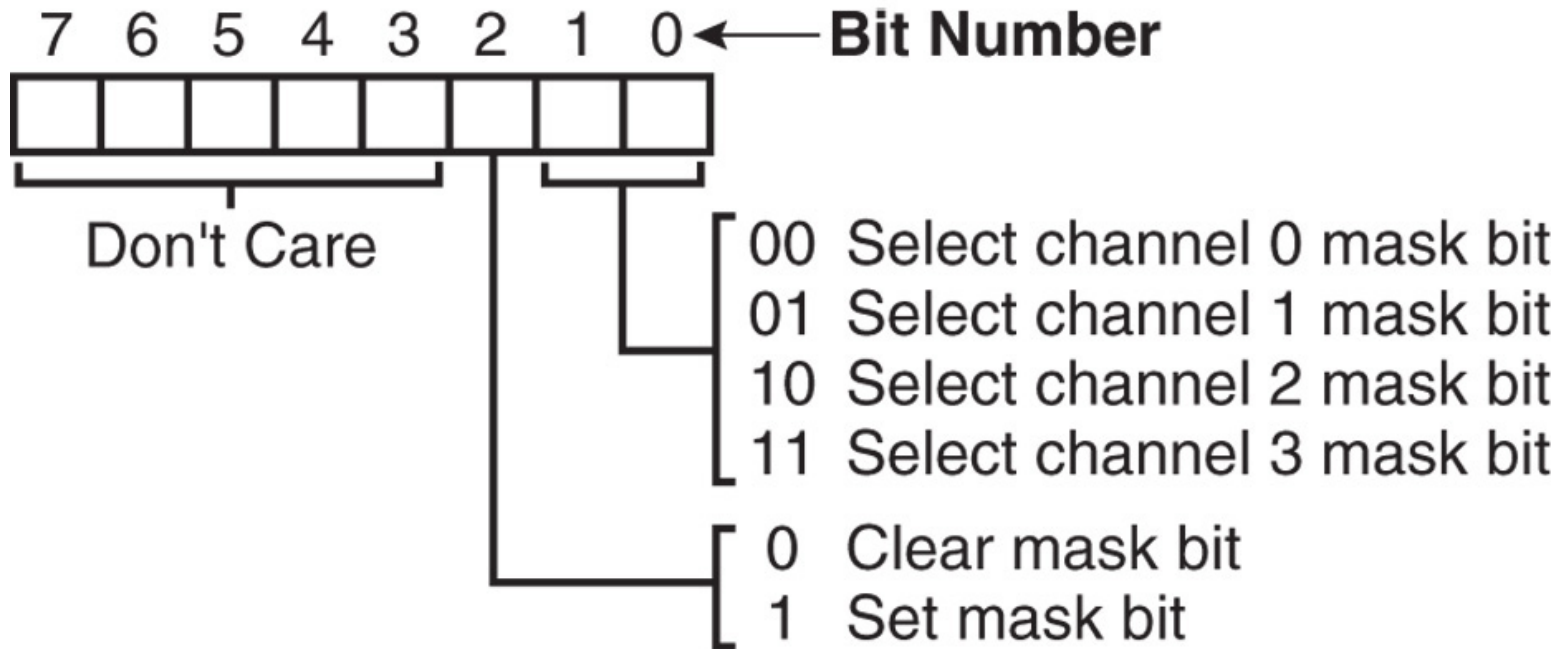 7 6 5 4 3 2 1 0 Bit Number
Don't Care
00 Select channel 0 mask bit
01 Select channel 1 mask bit
10 Select channel 2 mask bit
11 Select channel 3 mask bit
0 Clear mask bit
1 Set mask bit